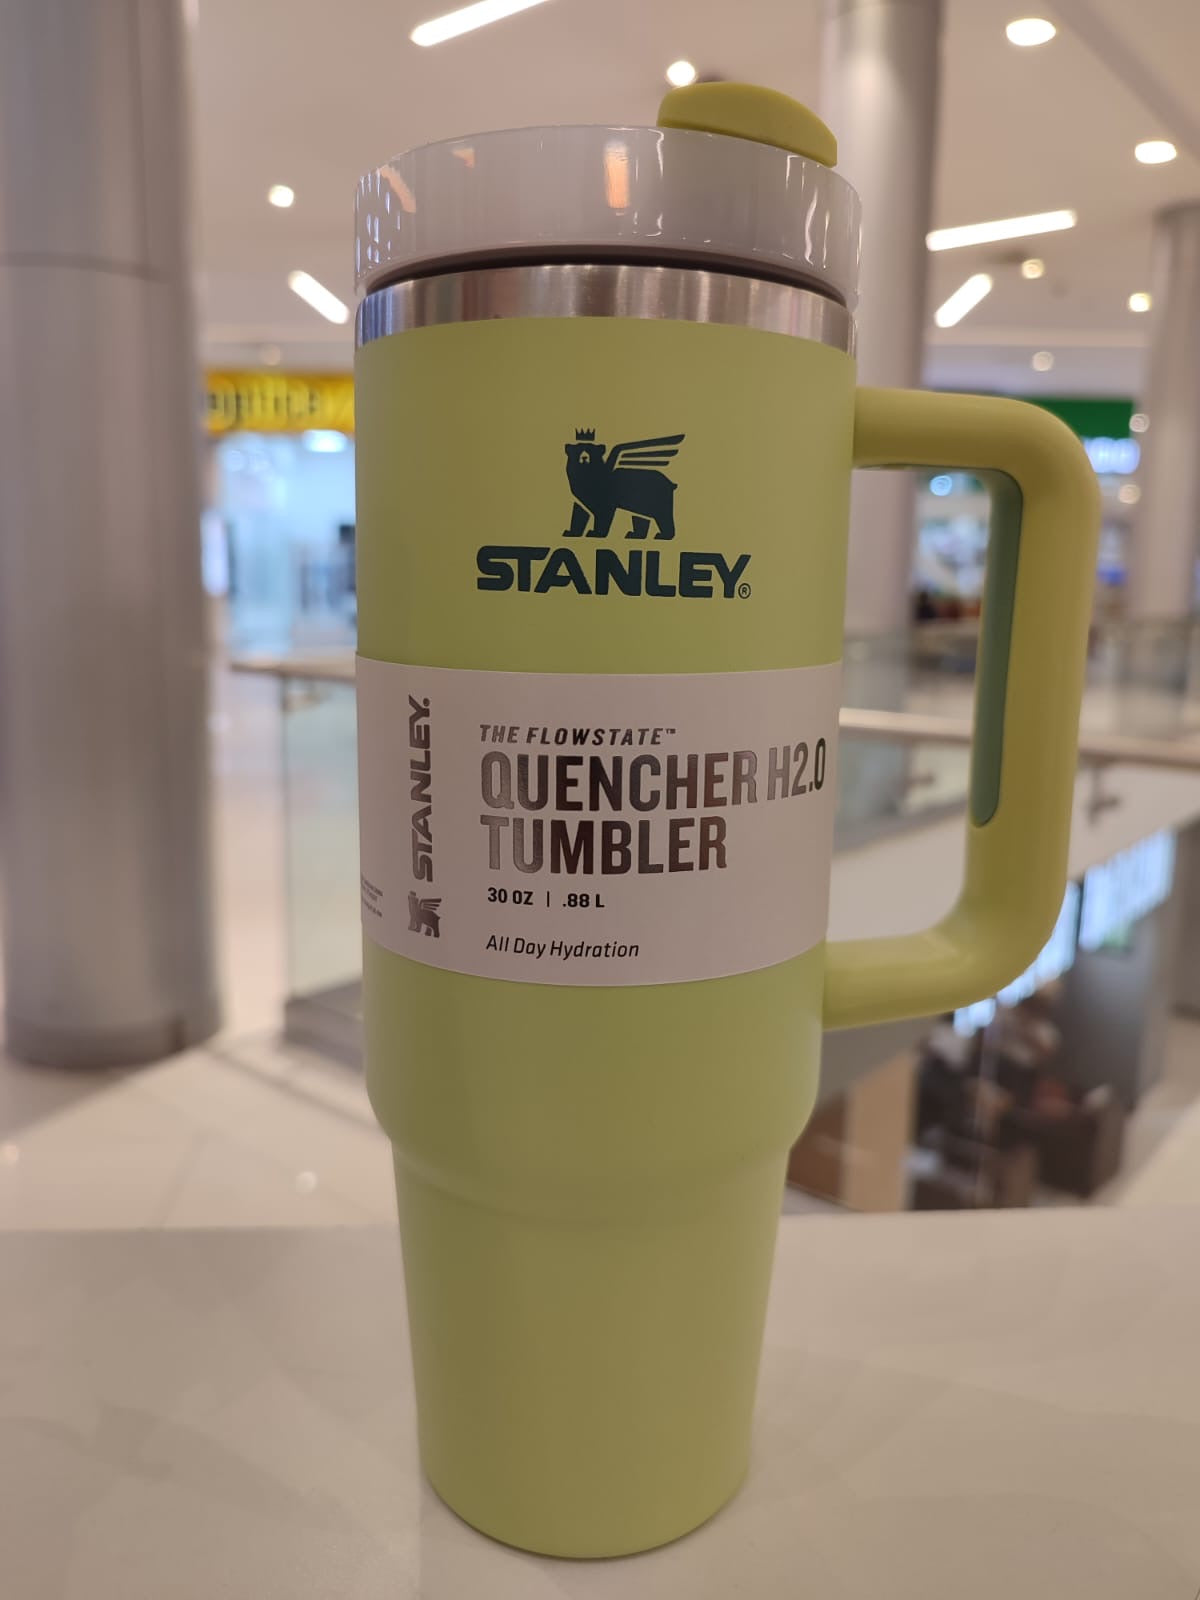 STANLEY®
STANLEY®
THE FLOWSTATE™
QUENCHER H2.0
TUMBLER
30 OZ | .88 L
All Day Hydration